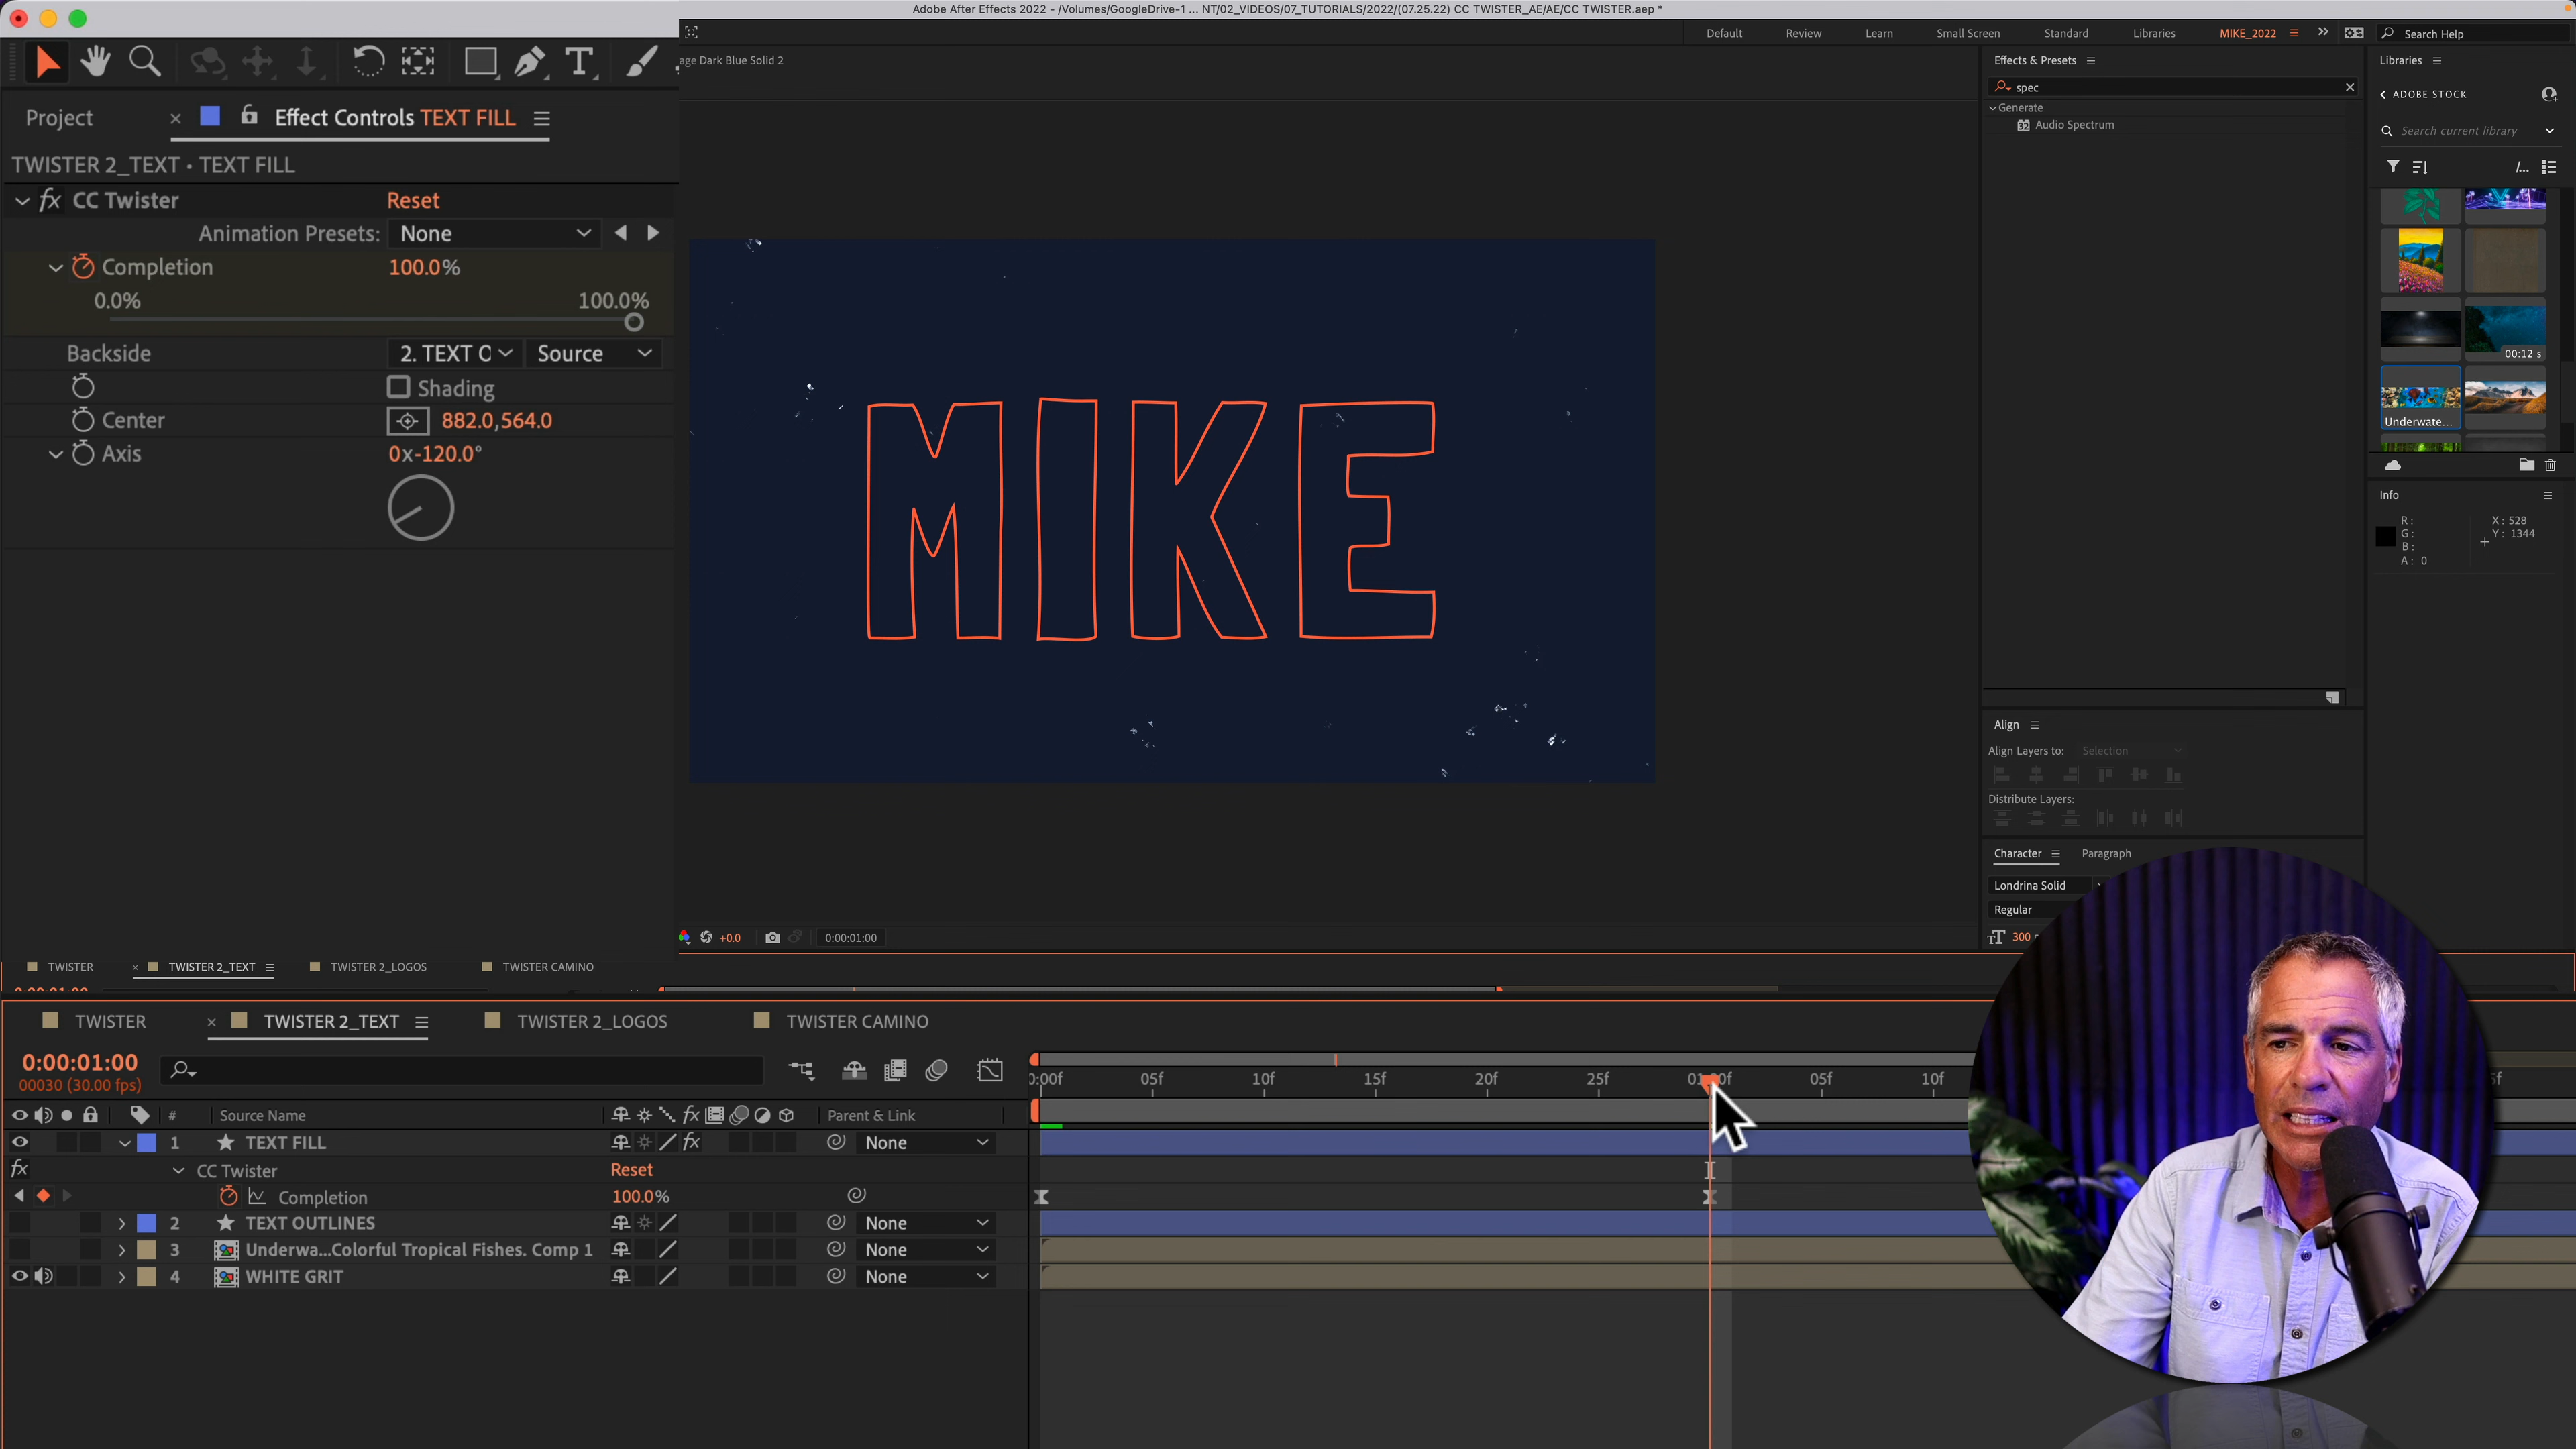 Adobe After Effects 2022 - /Volumes/GoogleDrive-1 ... NT/02_VIDEOS/07_TUTORIALS/2022/(07.25.22) CC TWISTER_AE/AE/CC TWISTER.aep *
Default Review Learn Small Screen Standard Libraries MIKE_2022 Search Help
Project Effect Controls TEXT FILL
age Dark Blue Solid 2
TWISTER 2_TEXT • TEXT FILL
fx CC Twister Reset
Animation Presets: None
Completion 100.0%
0.0% 100.0%
Backside 2. TEXT O Source
Shading
Center 882.0,564.0
Axis 0x-120.0°
MIKE
Effects & Presets
spec
Generate
Audio Spectrum
Libraries
ADOBE STOCK
Search current library
/...
00:12 s
Underwate...
Info
R: X: 528
G: Y: 1344
B:
A: 0
Align
Align Layers to: Selection
Distribute Layers:
Character Paragraph
Londrina Solid
Regular
300
+0.0 0:00:01:00
TWISTER TWISTER 2_TEXT TWISTER 2_LOGOS TWISTER CAMINO
TWISTER TWISTER 2_TEXT TWISTER 2_LOGOS TWISTER CAMINO
0:00:01:00
00030 (30.00 fps)
0:00f 05f 10f 15f 20f 25f 05f 10f
# Source Name fx Parent & Link
1 TEXT FILL fx None
fx CC Twister Reset
Completion 100.0%
2 TEXT OUTLINES None
3 Underwa...Colorful Tropical Fishes. Comp 1 None
4 WHITE GRIT None